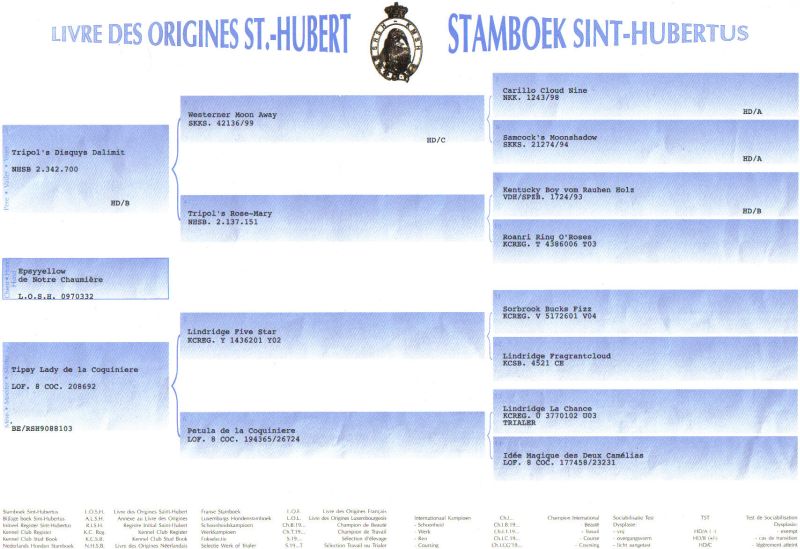 LIVRE DES ORIGINES ST.-HUBERT
STAMBOEK SINT-HUBERTUS
Tripol's Disquys Dalimit
NHSB 2.342.700
HD/B
Epsyyellow
de Notre Chaumière
L.O.S.H. 0970332
Tipsy Lady de la Coquiniere
LOF. 8 COC. 208692
BE/RSH9088103
Westerner Moon Away
SKKS. 42136/99
HD/C
Tripol's Rose-Mary
NHSB. 2.137.151
Lindridge Five Star
KCREG. Y 1436201 Y02
Petula de la Coquiniere
LOF. 8 COC. 194365/26724
Carillo Cloud Nine
NKK. 1243/98
HD/A
Samcock's Moonshadow
SKKS. 21274/94
HD/A
Kentucky Boy vom Rauhen Holz
VDH/SPZB. 1724/93
HD/B
Roanri Ring O'Roses
KCREG. T 4386006 T03
Sorbrook Bucks Fizz
KCREG. V 5172601 V04
Lindridge Fragrantcloud
KCSB. 4521 CE
Lindridge La Chance
KCREG. U 3770102 U03
TRIALER
Idée Magique des Deux Camélias
LOF. 8 COC. 177458/23231
Stamboek Sint-Hubertus L.O.S.H. Livre des Origines Saint-Hubert
Bijlage boek Sint-Hubertus A.L.S.H. Annexe au Livre des Origines
Initieel Register Sint-Hubertus R.I.S.H. Registre Initial Saint-Hubert
Kennel Club Register K.C. Reg. Kennel Club Register
Kennel Club Stud Book K.C.S.B. Kennel Club Stud Book
Nederlands Honden Stamboek N.H.S.B. Livre des Origines Néerlandais
Franse Stamboek L.O.F. Livre des Origines Français
Luxemburgs Hondenstamboek L.O.L. Livre des Origines Luxembourgeois
Schoonheidskampioen Ch.B.19... Champion de Beauté
Werkkampioen Ch.T.19... Champion de Travail
Fokselectie S.19... Sélection d'élevage
Selectie Werk of Trialer S.19...T Sélection Travail ou Trialer
Internationaal Kampioen Ch.I... Champion International
- Schoonheid Ch.I.B.19... Beauté
- Werk Travail
- Ren Course
- Coursing Coursing
Sociabilisatie Test TST Test de Sociabilisation
Dysplasie: Dysplasie:
- vrij HD/A (-) - exempt
- overgangsvorm HD/B (+/-) - cas de transition
- licht aangetast HD/C - légèrement atteint